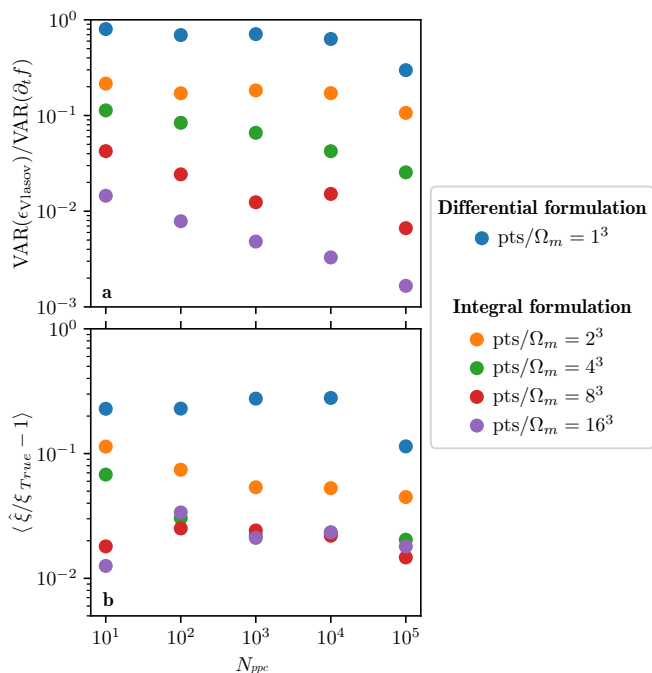 10^0
10^-1
10^-2
10^-3
VAR(ϵ_Vlasov)/VAR(∂_t f)
a
10^0
10^-1
10^-2
⟨ ξ̂/ξ_True − 1⟩
b
10^1 10^2 10^3 10^4 10^5
N_ppc
Differential formulation
pts/Ω_m = 1^3
Integral formulation
pts/Ω_m = 2^3
pts/Ω_m = 4^3
pts/Ω_m = 8^3
pts/Ω_m = 16^3